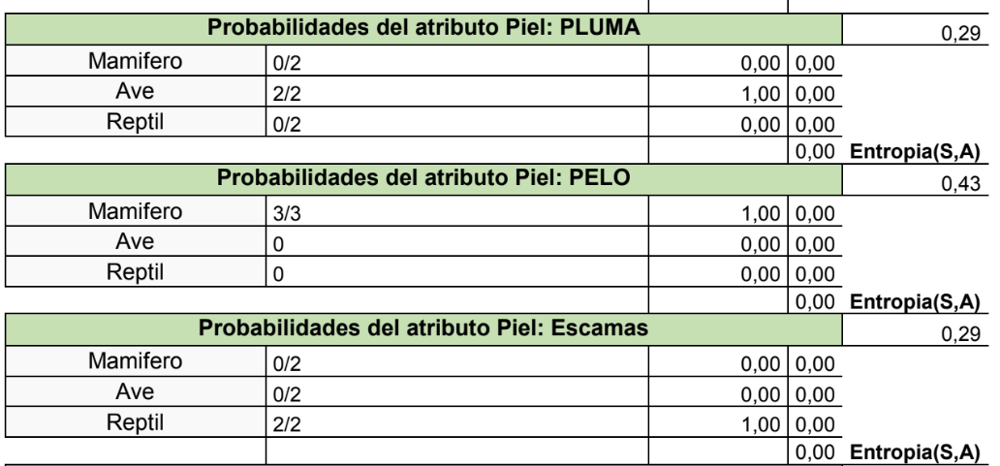 Probabilidades del atributo Piel: PLUMA 0,29
Mamifero 0/2 0,00 0,00
Ave 2/2 1,00 0,00
Reptil 0/2 0,00 0,00
0,00 Entropia(S,A)
Probabilidades del atributo Piel: PELO 0,43
Mamifero 3/3 1,00 0,00
Ave 0 0,00 0,00
Reptil 0 0,00 0,00
0,00 Entropia(S,A)
Probabilidades del atributo Piel: Escamas 0,29
Mamifero 0/2 0,00 0,00
Ave 0/2 0,00 0,00
Reptil 2/2 1,00 0,00
0,00 Entropia(S,A)